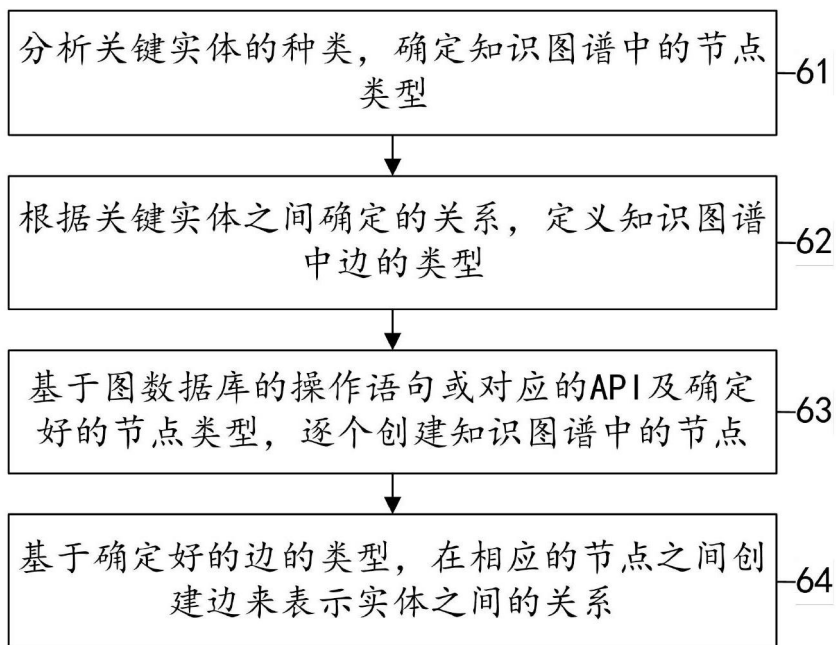 分析关键实体的种类，确定知识图谱中的节点
类型
61
根据关键实体之间确定的关系，定义知识图谱
中边的类型
62
基于图数据库的操作语句或对应的API及确定
好的节点类型，逐个创建知识图谱中的节点
63
基于确定好的边的类型，在相应的节点之间创
建边来表示实体之间的关系
64